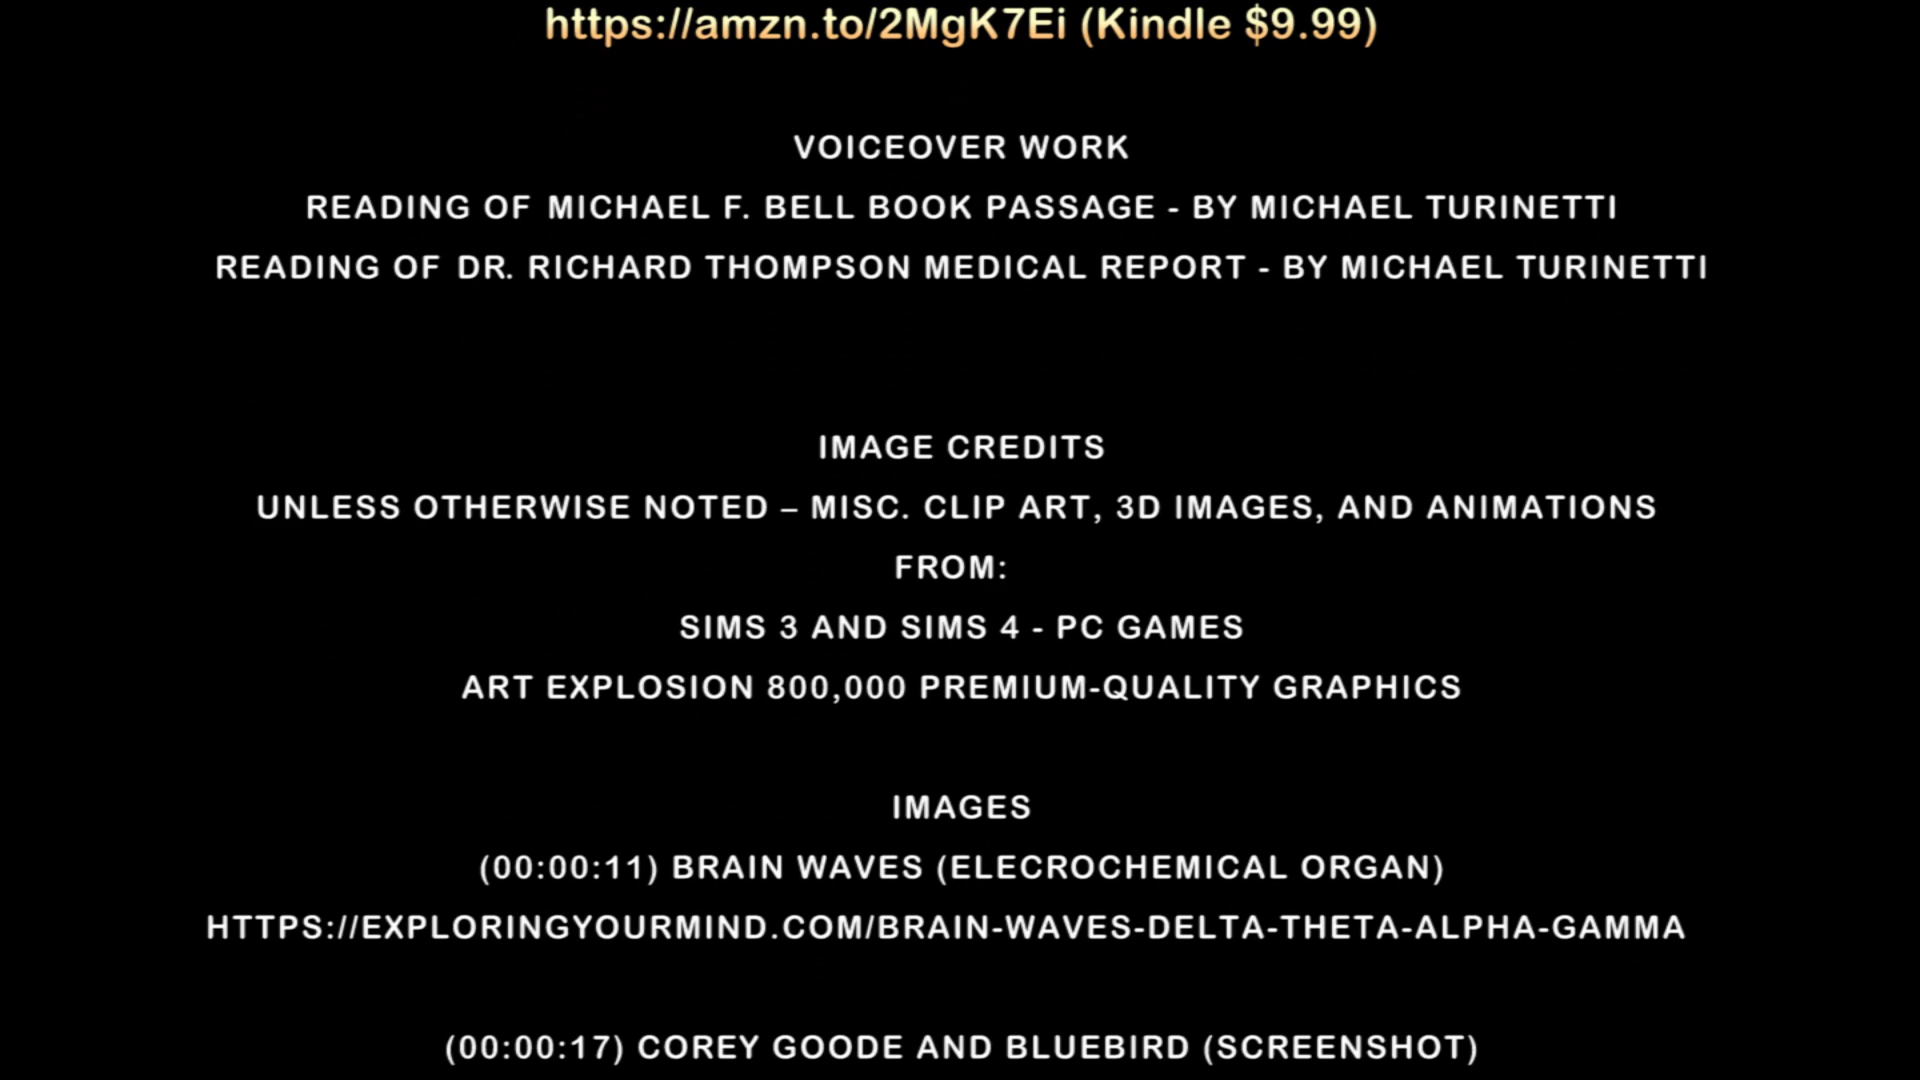 https://amzn.to/2MgK7Ei (Kindle $9.99)
VOICEOVER WORK
READING OF MICHAEL F. BELL BOOK PASSAGE - BY MICHAEL TURINETTI
READING OF DR. RICHARD THOMPSON MEDICAL REPORT - BY MICHAEL TURINETTI
IMAGE CREDITS
UNLESS OTHERWISE NOTED – MISC. CLIP ART, 3D IMAGES, AND ANIMATIONS
FROM:
SIMS 3 AND SIMS 4 - PC GAMES
ART EXPLOSION 800,000 PREMIUM-QUALITY GRAPHICS
IMAGES
(00:00:11) BRAIN WAVES (ELECROCHEMICAL ORGAN)
HTTPS://EXPLORINGYOURMIND.COM/BRAIN-WAVES-DELTA-THETA-ALPHA-GAMMA
(00:00:17) COREY GOODE AND BLUEBIRD (SCREENSHOT)